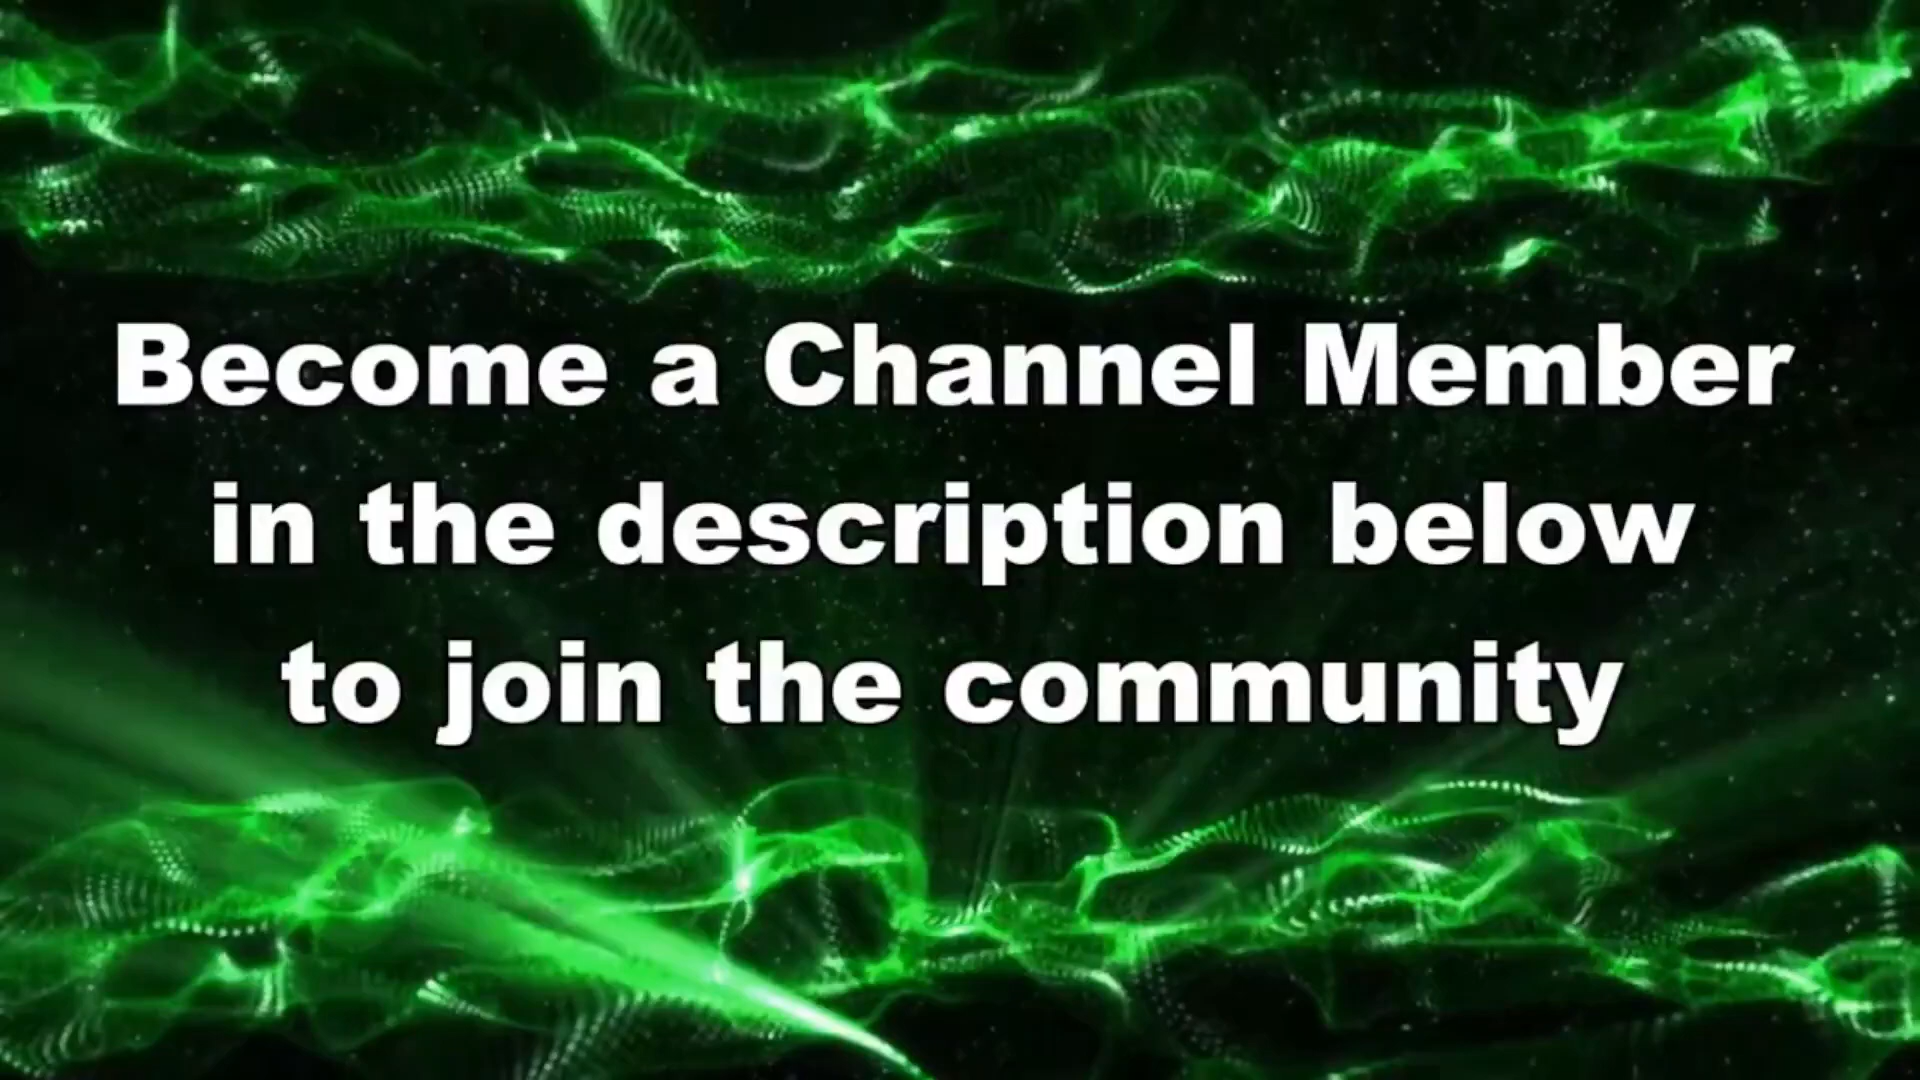 Become a Channel Member
in the description below
to join the community